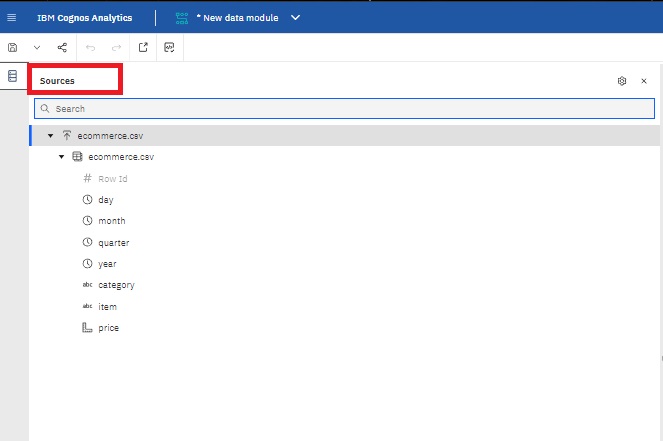 IBM Cognos Analytics
* New data module
Sources
Search
ecommerce.csv
ecommerce.csv
# Row Id
day
month
quarter
year
abc category
abc item
price